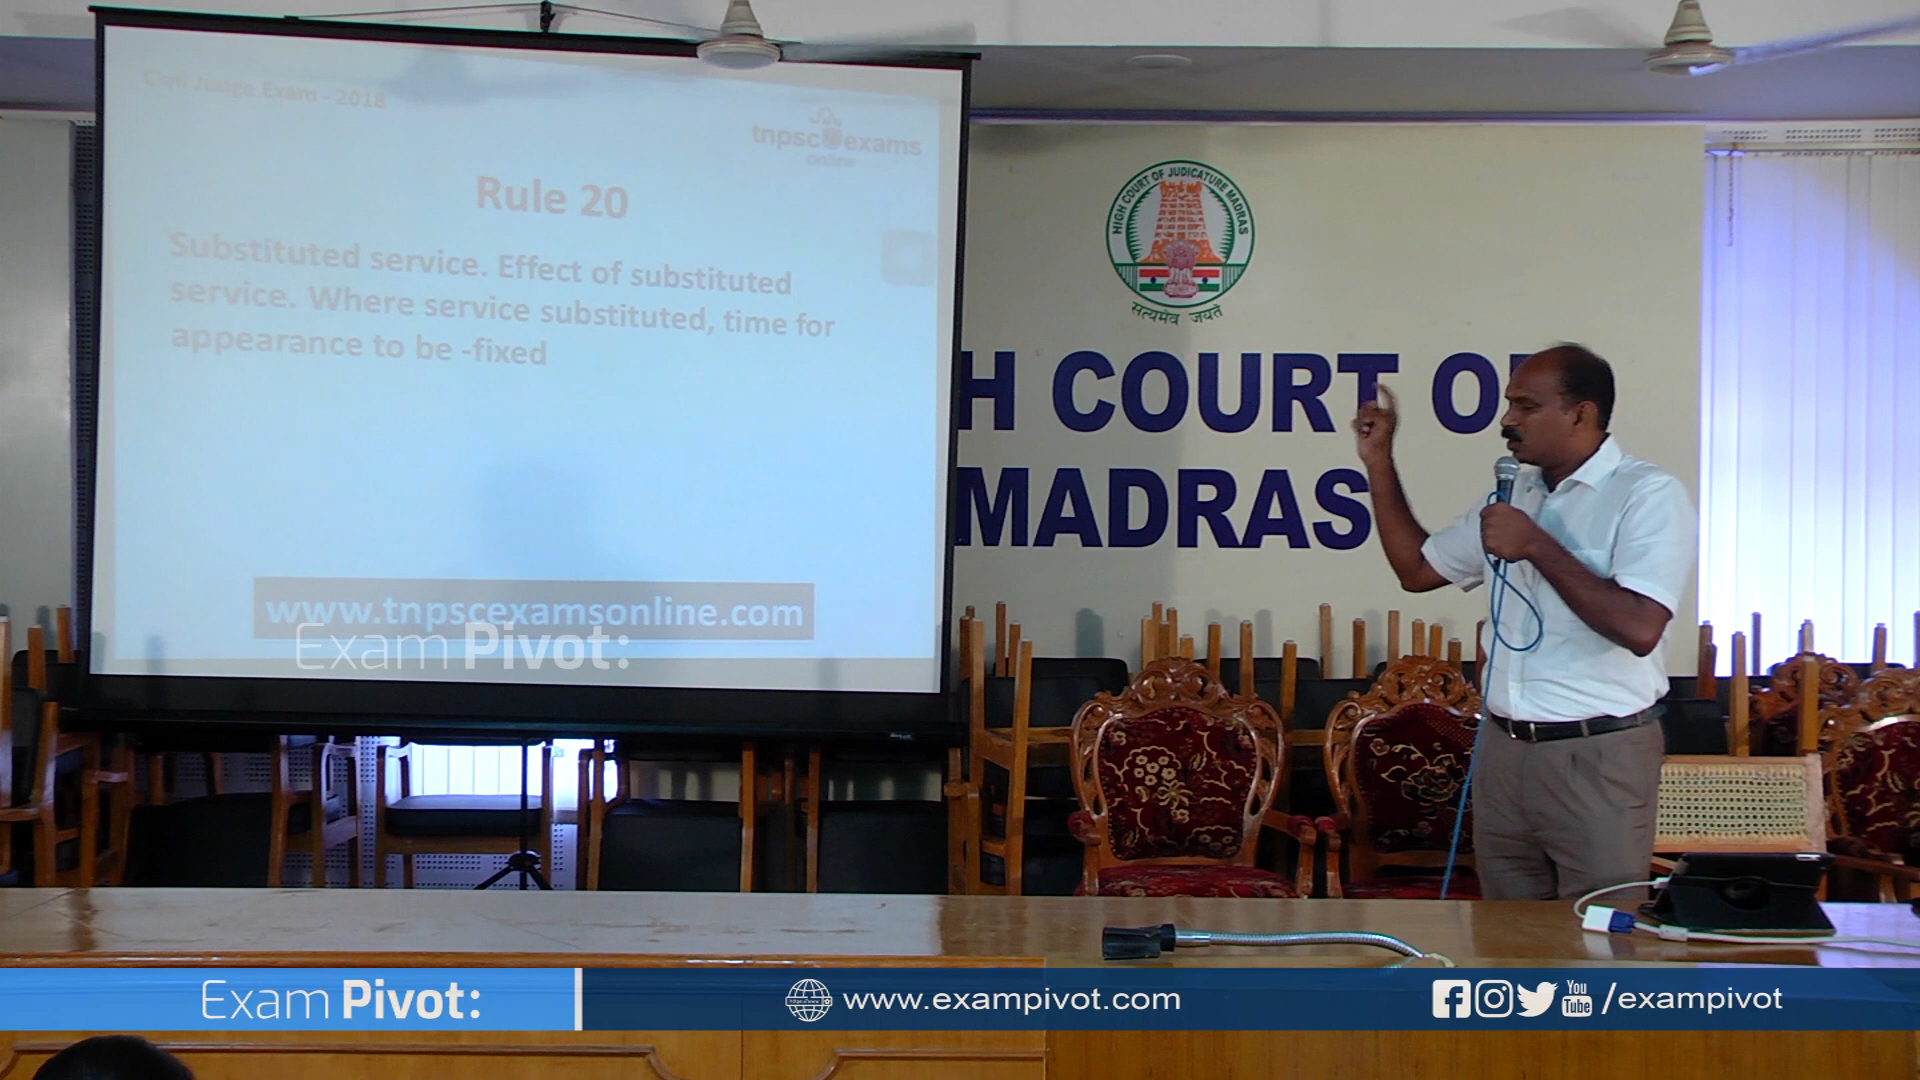 Civil Judge Exam - 2018
tnpsc exams
online
Rule 20
Substituted service. Effect of substituted
service. Where service substituted, time for
appearance to be -fixed
www.tnpscexamsonline.com
Exam Pivot:
HIGH COURT OF JUDICATURE MADRAS
सत्यमेव जयते
H COURT OF
MADRAS
Exam Pivot:
www.exampivot.com
You
Tube
/exampivot